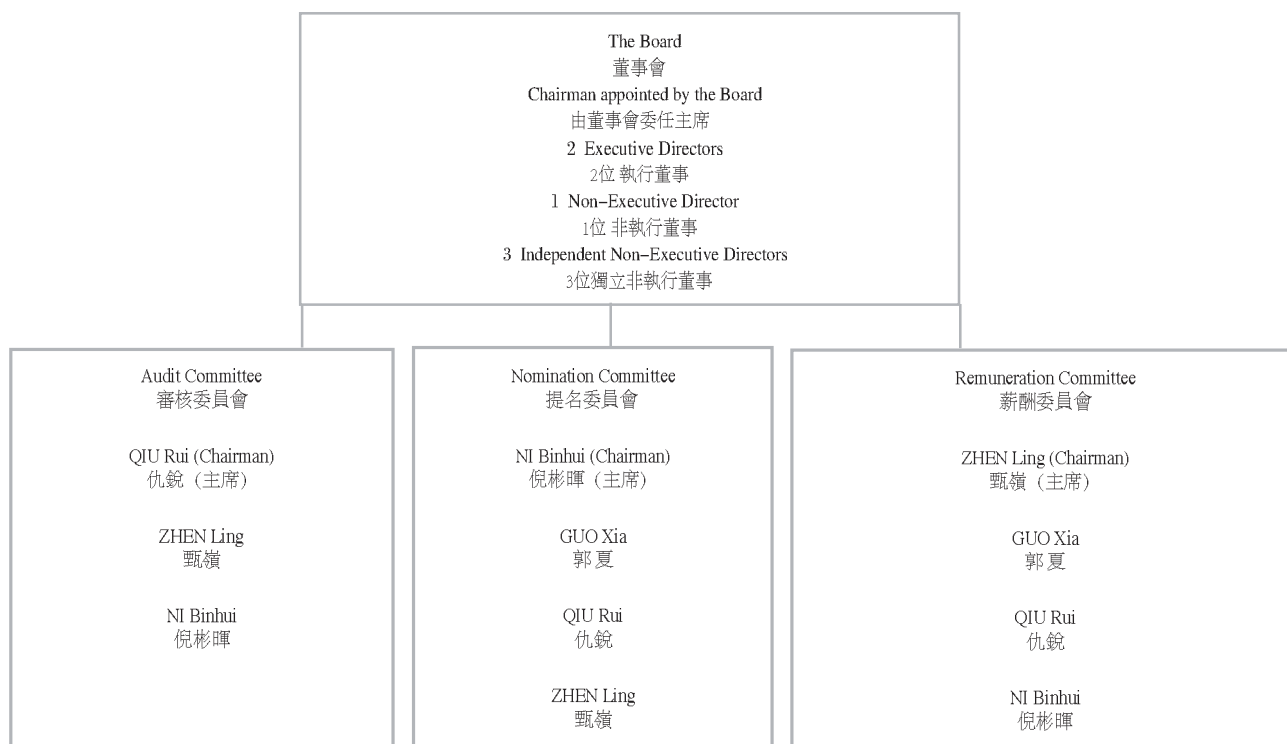 The Board
董事會
Chairman appointed by the Board
由董事會委任主席
2 Executive Directors
2位 執行董事
1 Non-Executive Director
1位 非執行董事
3 Independent Non-Executive Directors
3位獨立非執行董事
Audit Committee
審核委員會
QIU Rui (Chairman)
仇銳（主席）
ZHEN Ling
甄嶺
NI Binhui
倪彬暉
Nomination Committee
提名委員會
NI Binhui (Chairman)
倪彬暉（主席）
GUO Xia
郭夏
QIU Rui
仇銳
ZHEN Ling
甄嶺
Remuneration Committee
薪酬委員會
ZHEN Ling (Chairman)
甄嶺（主席）
GUO Xia
郭夏
QIU Rui
仇銳
NI Binhui
倪彬暉